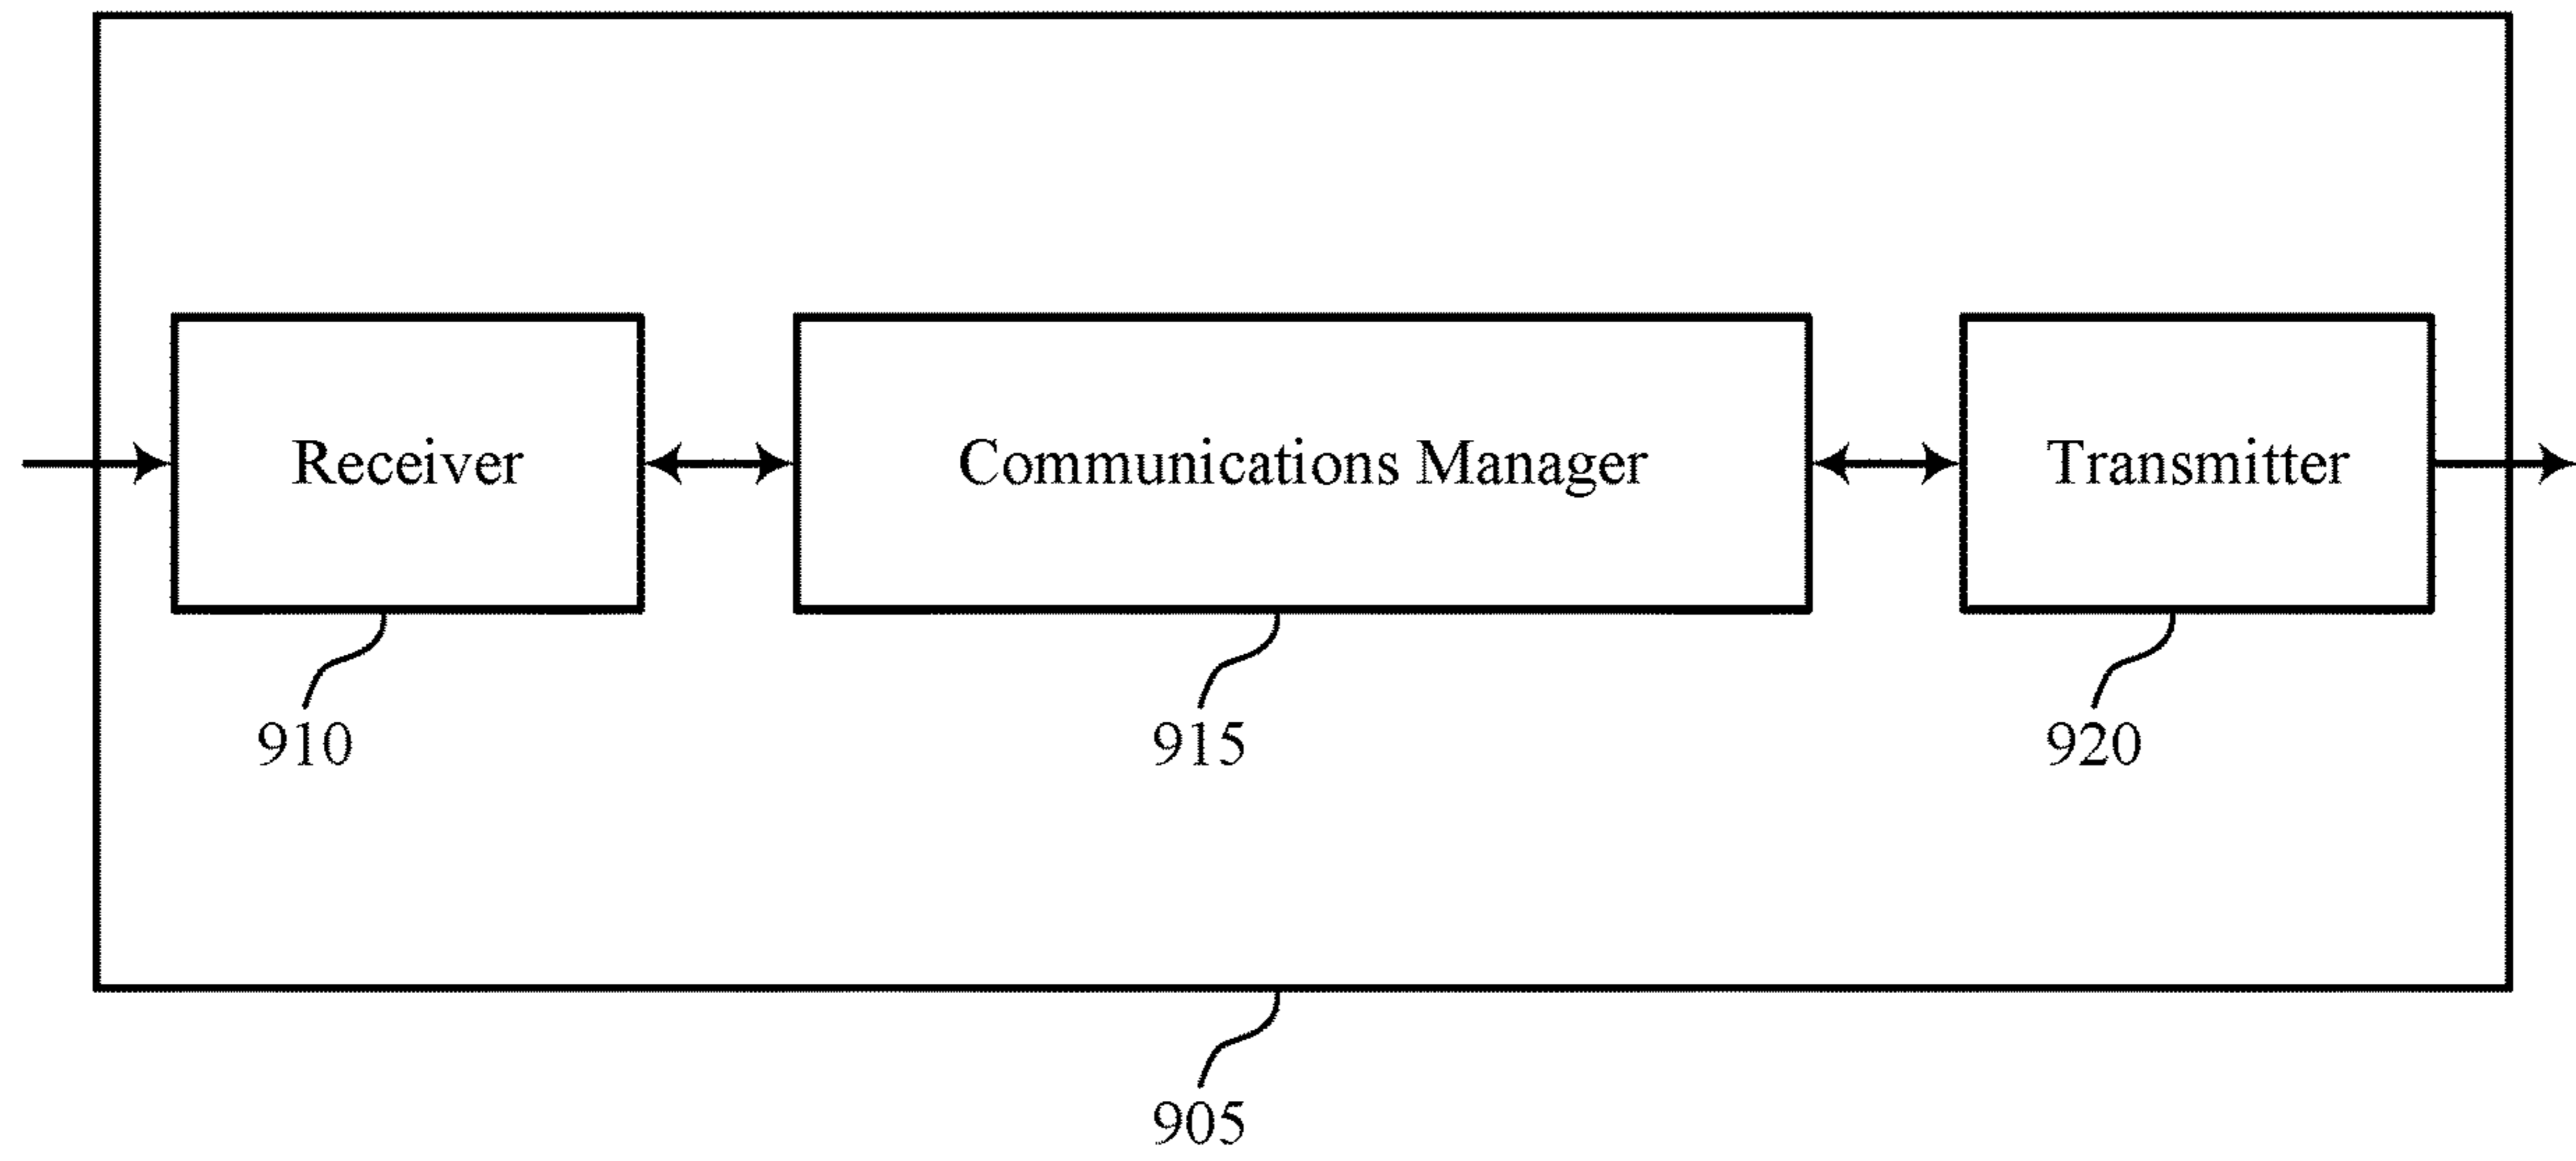 Receiver
Communications Manager
Transmitter
910
915
920
905